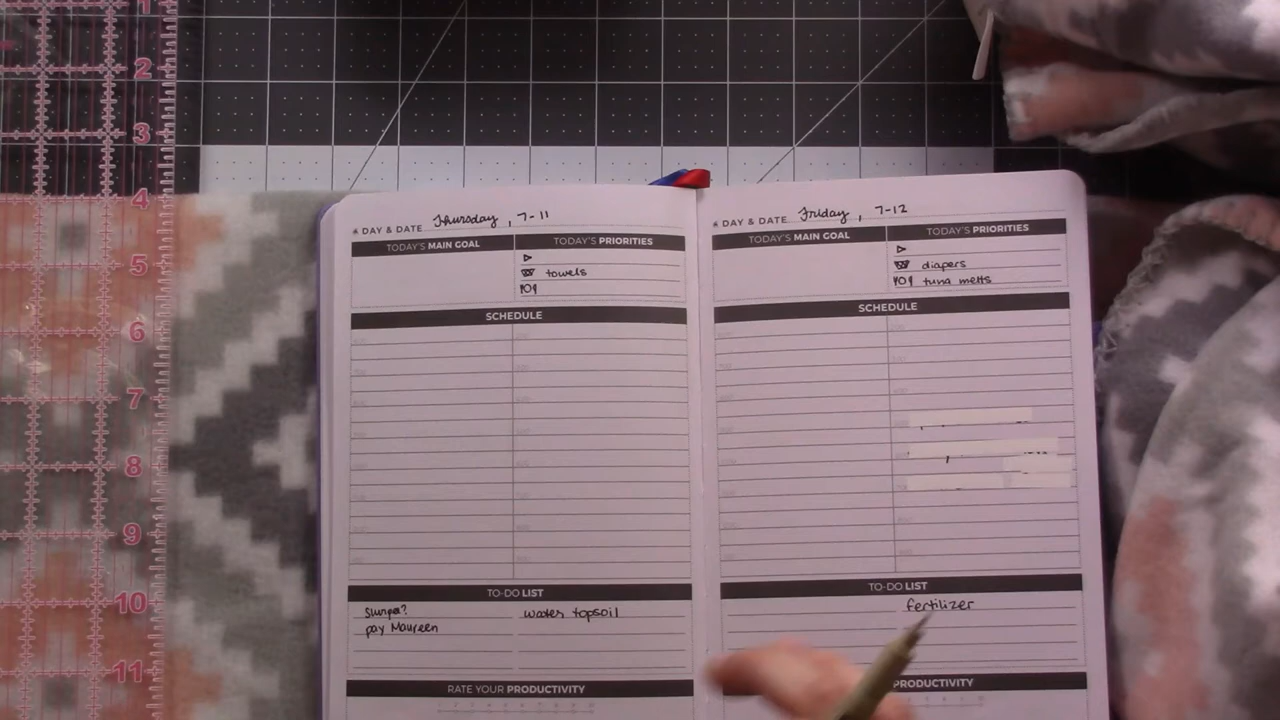 1
2
3
4
5
6
7
8
9
10
11
DAY & DATE Thursday, 7-11
TODAY'S MAIN GOAL
TODAY'S PRIORITIES
towels
SCHEDULE
TO-DO LIST
Slurpa?
pay Maureen
water topsoil
RATE YOUR PRODUCTIVITY
DAY & DATE Friday, 7-12
TODAY'S MAIN GOAL
TODAY'S PRIORITIES
diapers
tuna melts
SCHEDULE
TO-DO LIST
fertilizer
PRODUCTIVITY